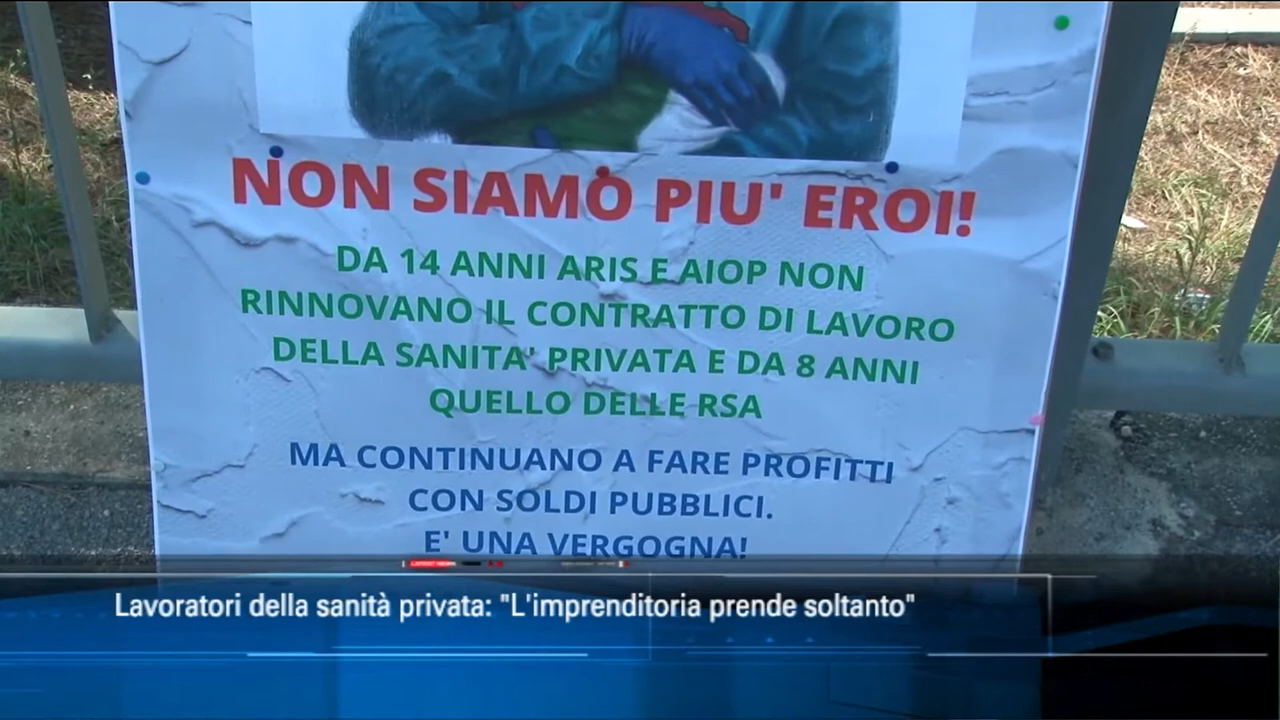 NON SIAMO PIU' EROI!
DA 14 ANNI ARIS E AIOP NON
RINNOVANO IL CONTRATTO DI LAVORO
DELLA SANITA' PRIVATA E DA 8 ANNI
QUELLO DELLE RSA
MA CONTINUANO A FARE PROFITTI
CON SOLDI PUBBLICI.
E' UNA VERGOGNA!
Lavoratori della sanità privata: "L'imprenditoria prende soltanto"